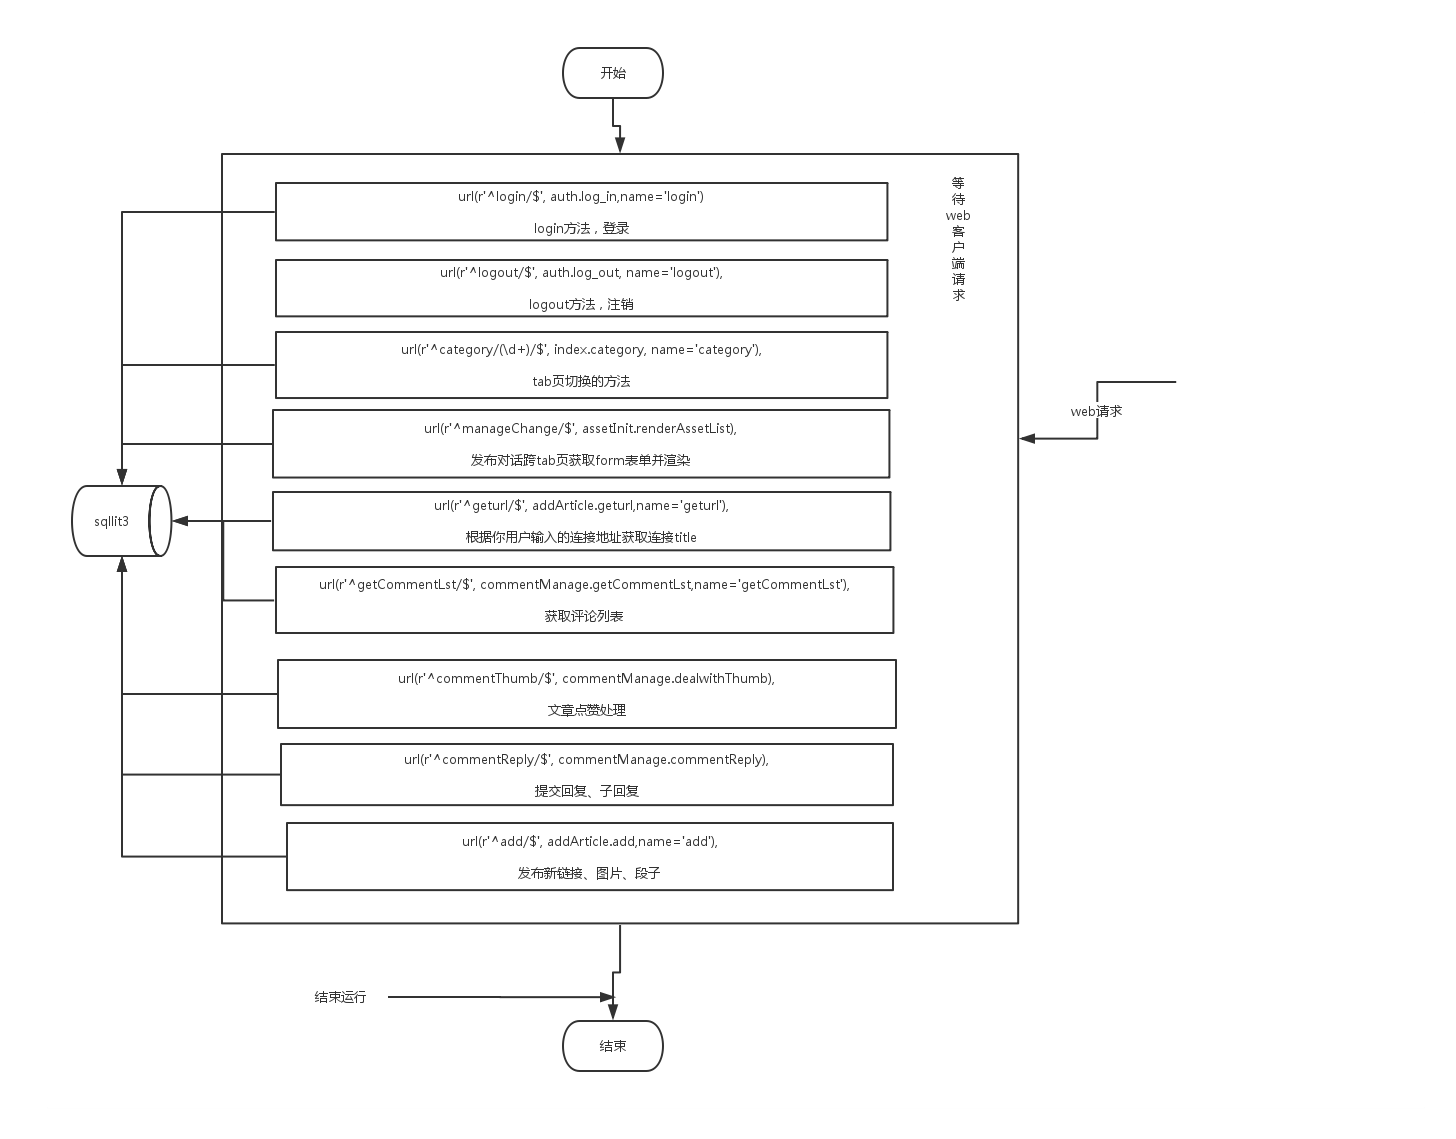 开始
等
待
web
客
户
端
请
求
url(r'^login/$', auth.log_in,name='login')
login方法，登录
url(r'^logout/$', auth.log_out, name='logout'),
logout方法，注销
url(r'^category/(\d+)/$', index.category, name='category'),
tab页切换的方法
web请求
url(r'^manageChange/$', assetInit.renderAssetList),
发布对话跨tab页获取form表单并渲染
url(r'^geturl/$', addArticle.geturl,name='geturl'),
根据你用户输入的连接地址获取连接title
sqllit3
url(r'^getCommentLst/$', commentManage.getCommentLst,name='getCommentLst'),
获取评论列表
url(r'^commentThumb/$', commentManage.dealwithThumb),
文章点赞处理
url(r'^commentReply/$', commentManage.commentReply),
提交回复、子回复
url(r'^add/$', addArticle.add,name='add'),
发布新链接、图片、段子
结束运行
结束